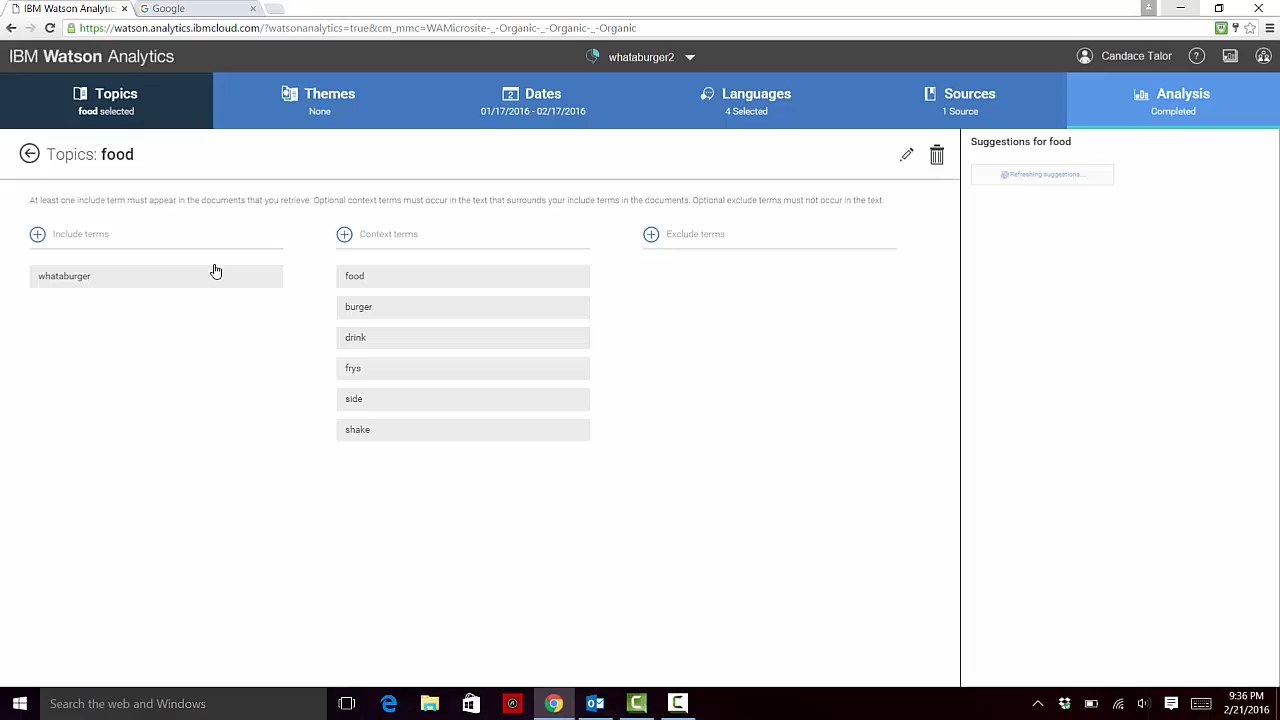 IBM Watson Analytics
Google
https://watson.analytics.ibmcloud.com/?watsonanalytics=true&cm_mmc=WAMicrosite-_-Organic-_-Organic-_-Organic
IBM Watson Analytics
whataburger2
Candace Talor
Topics
food selected
Themes
None
Dates
01/17/2016 - 02/17/2016
Languages
4 Selected
Sources
1 Source
Analysis
Completed
Topics: food
Suggestions for food
Refreshing suggestions...
At least one include term must appear in the documents that you retrieve. Optional context terms must occur in the text that surrounds your include terms in the documents. Optional exclude terms must not occur in the text.
Include terms
Context terms
Exclude terms
whataburger
food
burger
drink
frys
side
shake
Search the web and Windows
9:36 PM
2/21/2016